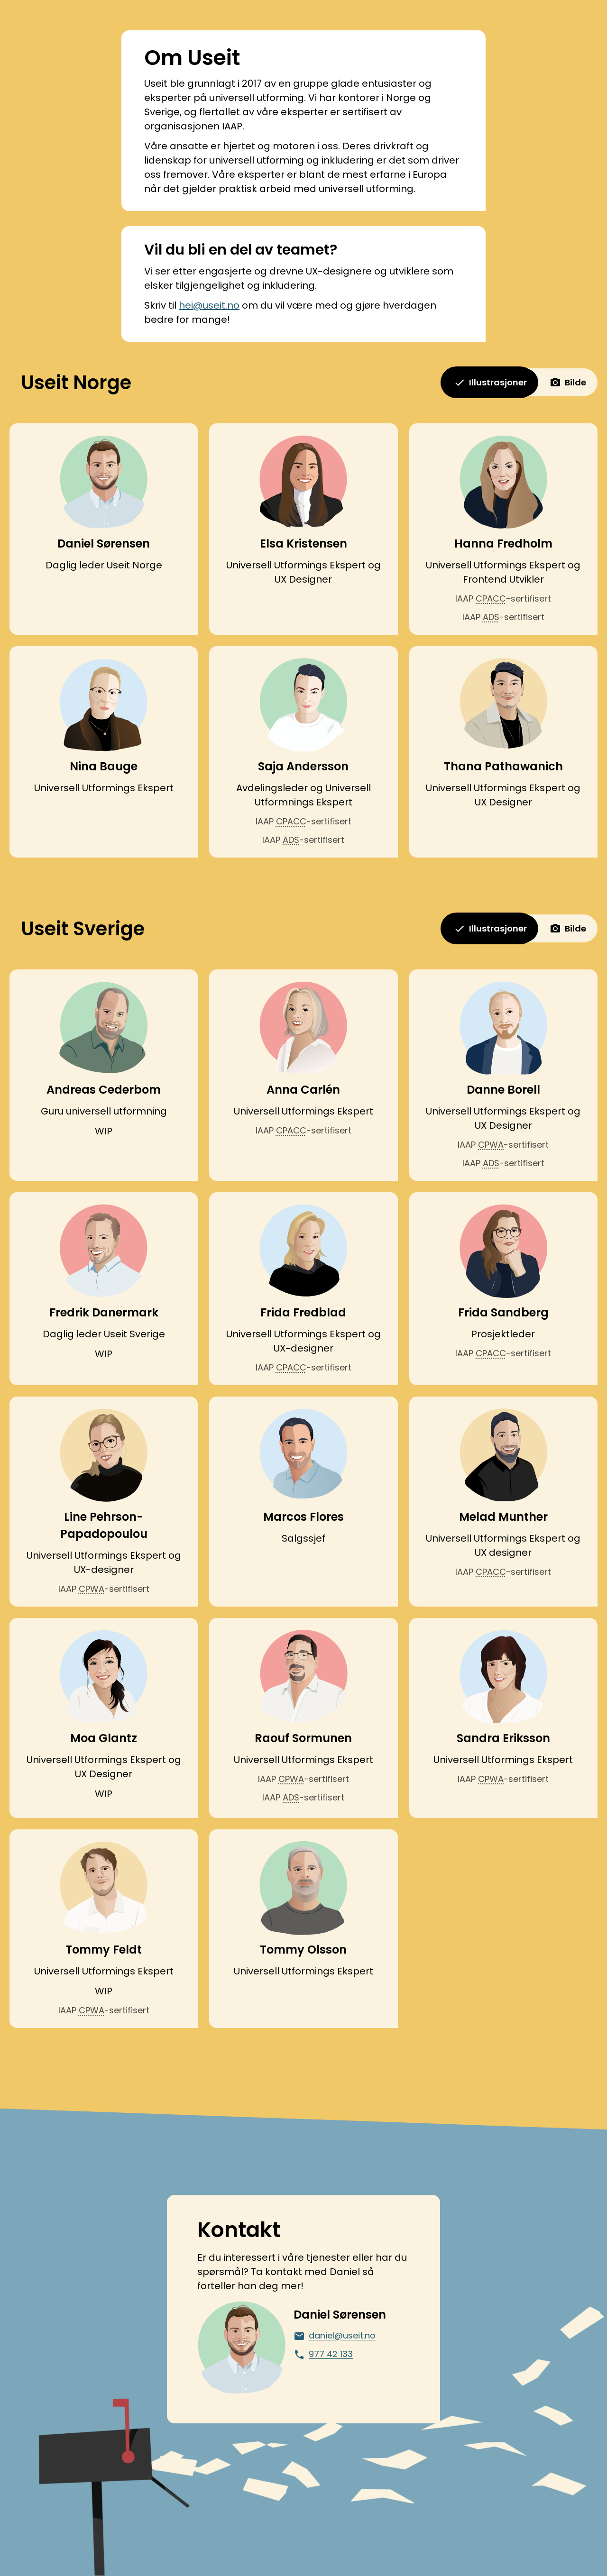 Om Useit
Useit ble grunnlagt i 2017 av en gruppe glade entusiaster og
eksperter på universell utforming. Vi har kontorer i Norge og
Sverige, og flertallet av våre eksperter er sertifisert av
organisasjonen IAAP.
Våre ansatte er hjertet og motoren i oss. Deres drivkraft og
lidenskap for universell utforming og inkludering er det som driver
oss fremover. Våre eksperter er blant de mest erfarne i Europa
når det gjelder praktisk arbeid med universell utforming.
Vil du bli en del av teamet?
Vi ser etter engasjerte og drevne UX-designere og utviklere som
elsker tilgjengelighet og inkludering.
Skriv til hei@useit.no om du vil være med og gjøre hverdagen
bedre for mange!
Useit Norge
Illustrasjoner
Bilde
Daniel Sørensen
Daglig leder Useit Norge
Elsa Kristensen
Universell Utformings Ekspert og
UX Designer
Hanna Fredholm
Universell Utformings Ekspert og
Frontend Utvikler
IAAP CPACC-sertifisert
IAAP ADS-sertifisert
Nina Bauge
Universell Utformings Ekspert
Saja Andersson
Avdelingsleder og Universell
Utformnings Ekspert
IAAP CPACC-sertifisert
IAAP ADS-sertifisert
Thana Pathawanich
Universell Utformings Ekspert og
UX Designer
Useit Sverige
Illustrasjoner
Bilde
Andreas Cederbom
Guru universell utformning
WIP
Anna Carlén
Universell Utformings Ekspert
IAAP CPACC-sertifisert
Danne Borell
Universell Utformings Ekspert og
UX Designer
IAAP CPWA-sertifisert
IAAP ADS-sertifisert
Fredrik Danermark
Daglig leder Useit Sverige
WIP
Frida Fredblad
Universell Utformings Ekspert og
UX-designer
IAAP CPACC-sertifisert
Frida Sandberg
Prosjektleder
IAAP CPACC-sertifisert
Line Pehrson-
Papadopoulou
Universell Utformings Ekspert og
UX-designer
IAAP CPWA-sertifisert
Marcos Flores
Salgssjef
Melad Munther
Universell Utformings Ekspert og
UX designer
IAAP CPACC-sertifisert
Moa Glantz
Universell Utformings Ekspert og
UX Designer
WIP
Raouf Sormunen
Universell Utformings Ekspert
IAAP CPWA-sertifisert
IAAP ADS-sertifisert
Sandra Eriksson
Universell Utformings Ekspert
IAAP CPWA-sertifisert
Tommy Feldt
Universell Utformings Ekspert
WIP
IAAP CPWA-sertifisert
Tommy Olsson
Universell Utformings Ekspert
Kontakt
Er du interessert i våre tjenester eller har du
spørsmål? Ta kontakt med Daniel så
forteller han deg mer!
Daniel Sørensen
daniel@useit.no
977 42 133